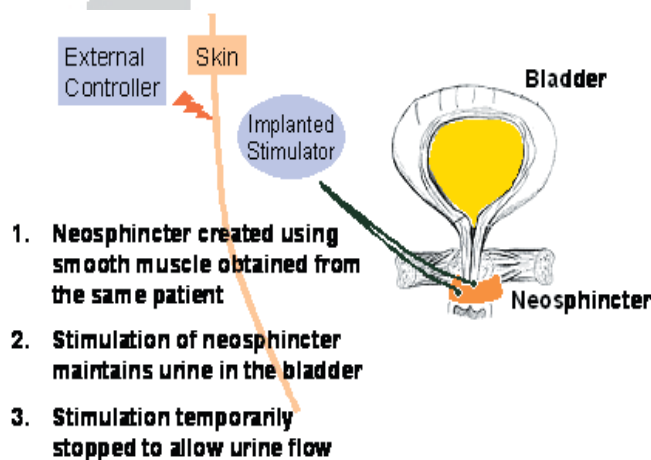 External
Controller
Skin
Implanted
Stimulator
Bladder
Neosphincter
1. Neosphincter created using
smooth muscle obtained from
the same patient
2. Stimulation of neosphincter
maintains urine in the bladder
3. Stimulation temporarily
stopped to allow urine flow